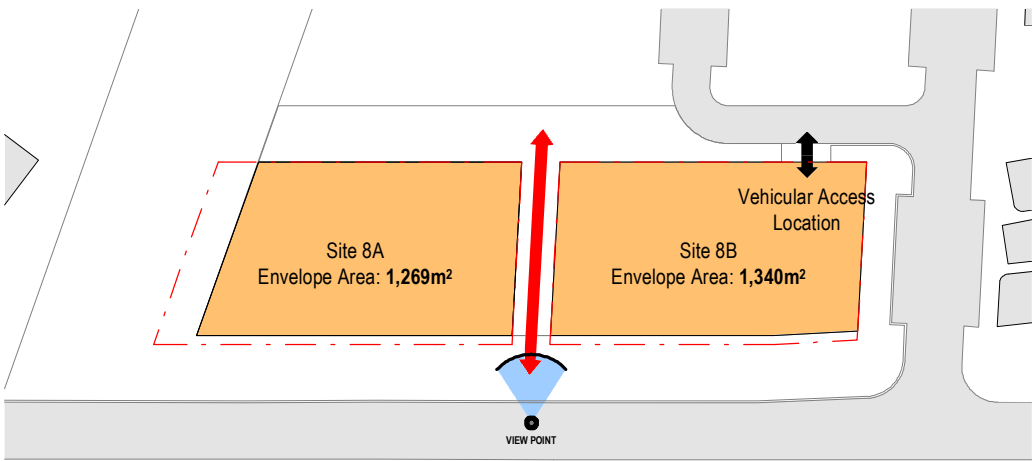 Vehicular Access
Location
Site 8A
Envelope Area: 1,269m²
Site 8B
Envelope Area: 1,340m²
VIEW POINT